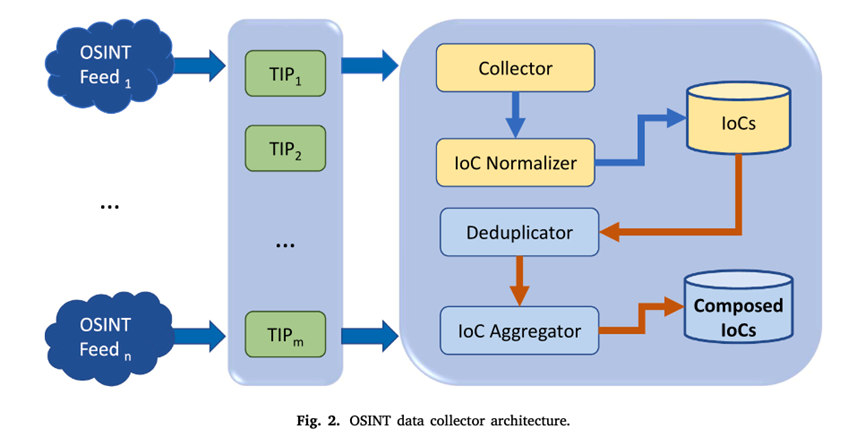 OSINT
Feed 1
...
OSINT
Feed n
TIP1
TIP2
...
TIPm
Collector
IoC Normalizer
IoCs
Deduplicator
IoC Aggregator
Composed
IoCs
Fig. 2. OSINT data collector architecture.